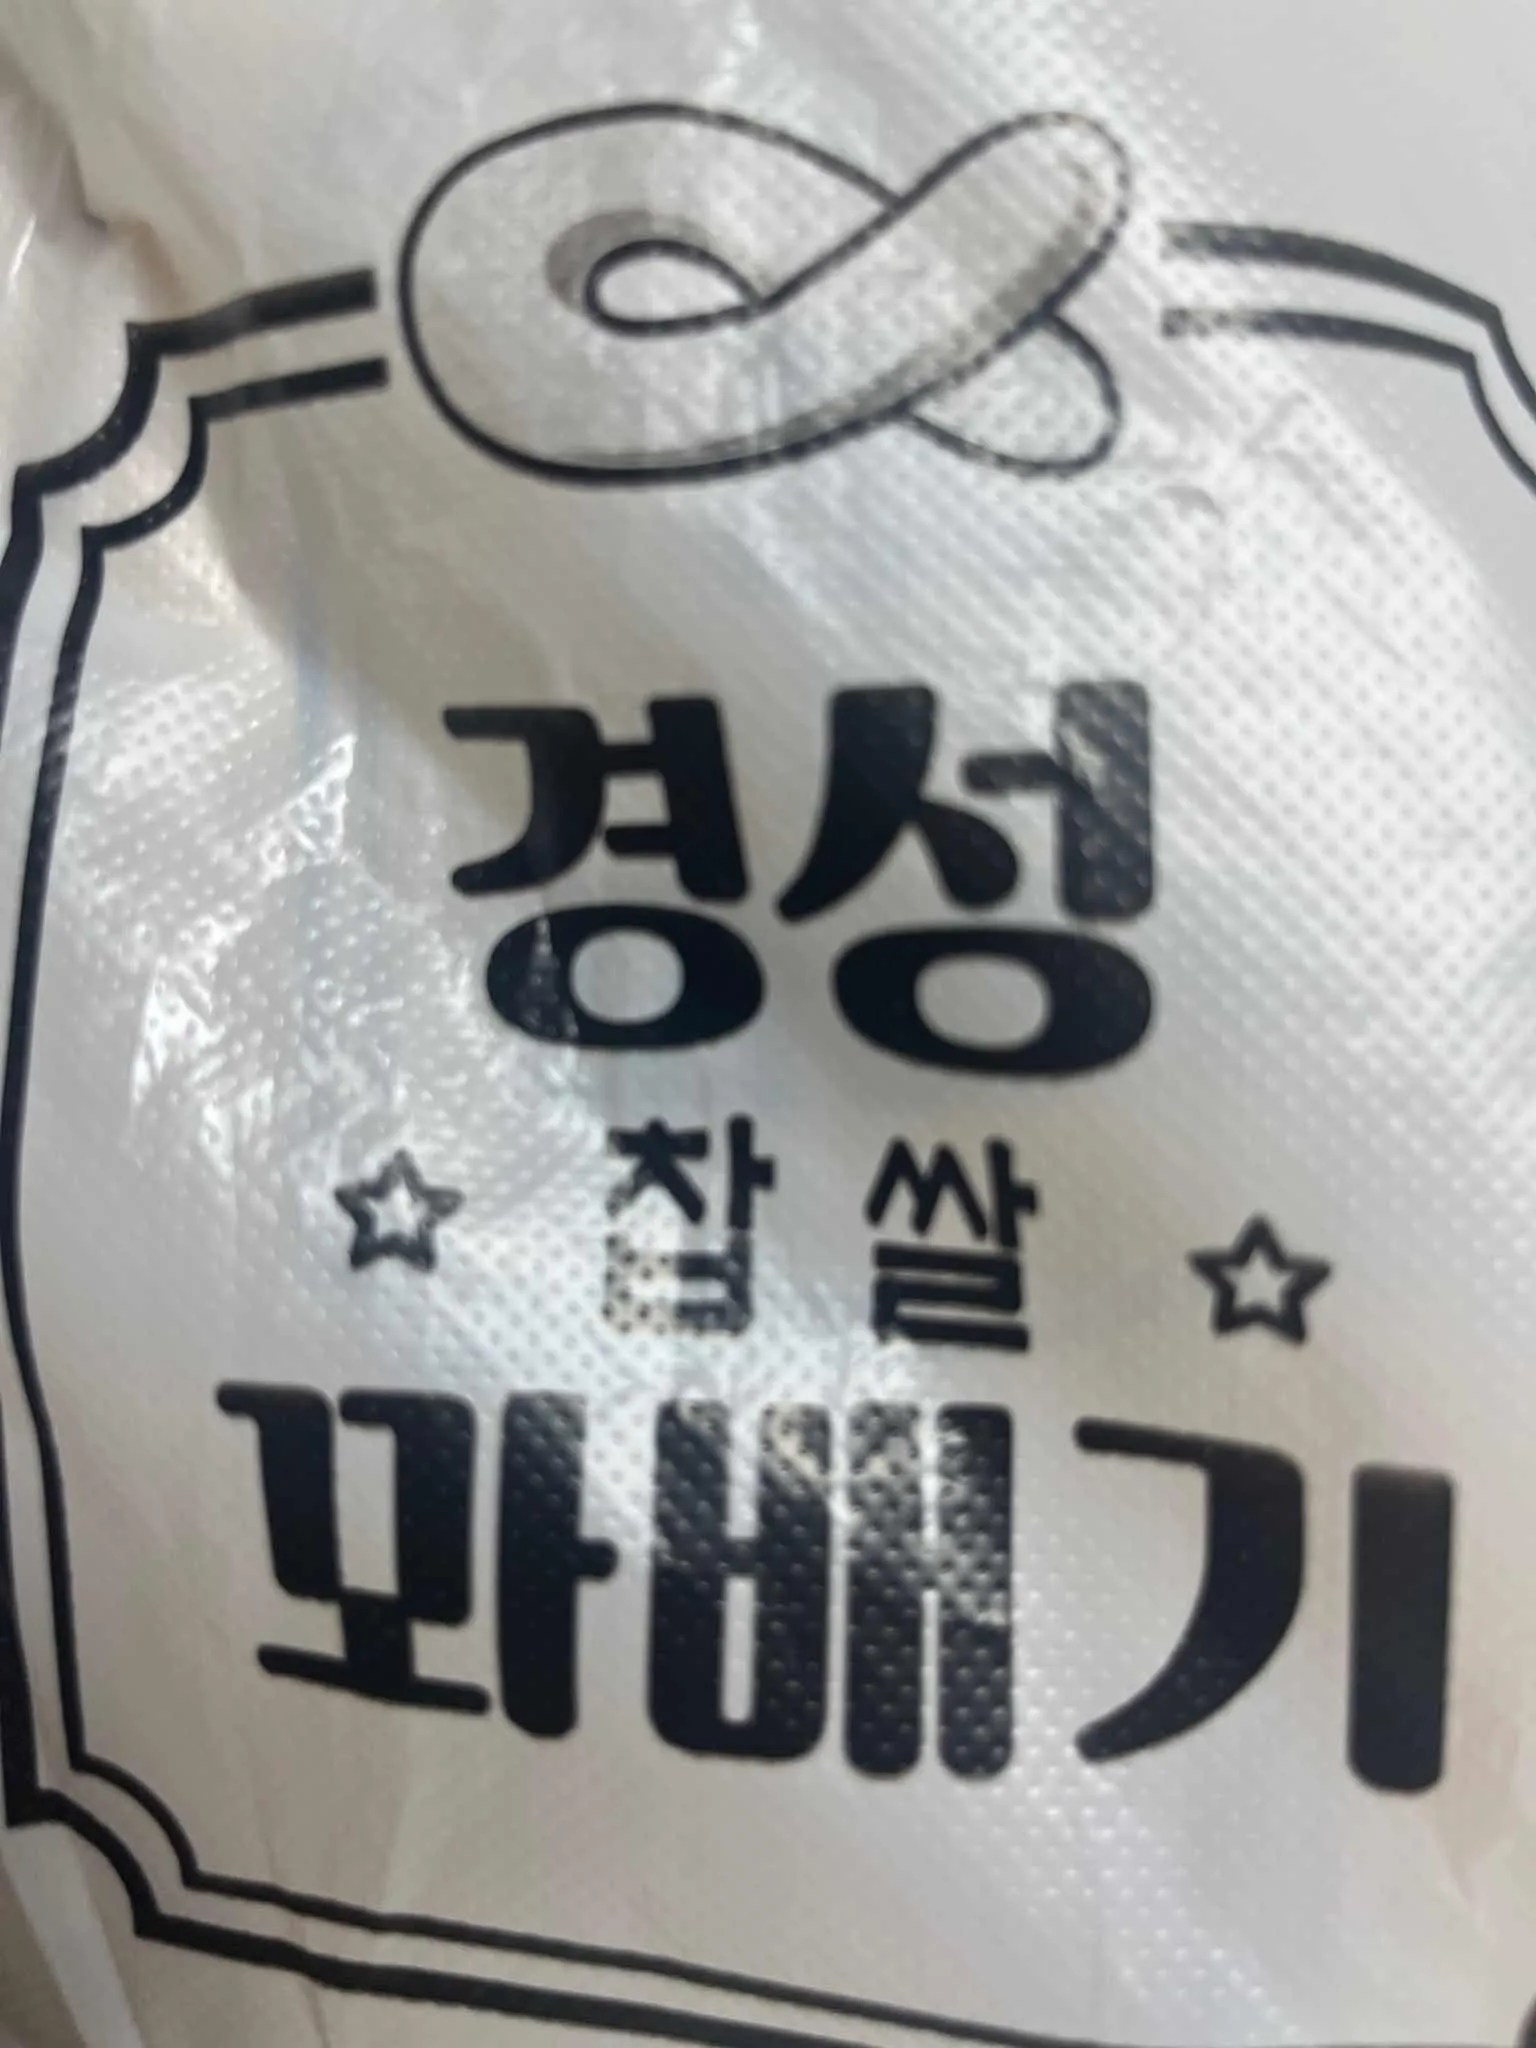 경성
☆ 찹쌀 ☆
꽈배기